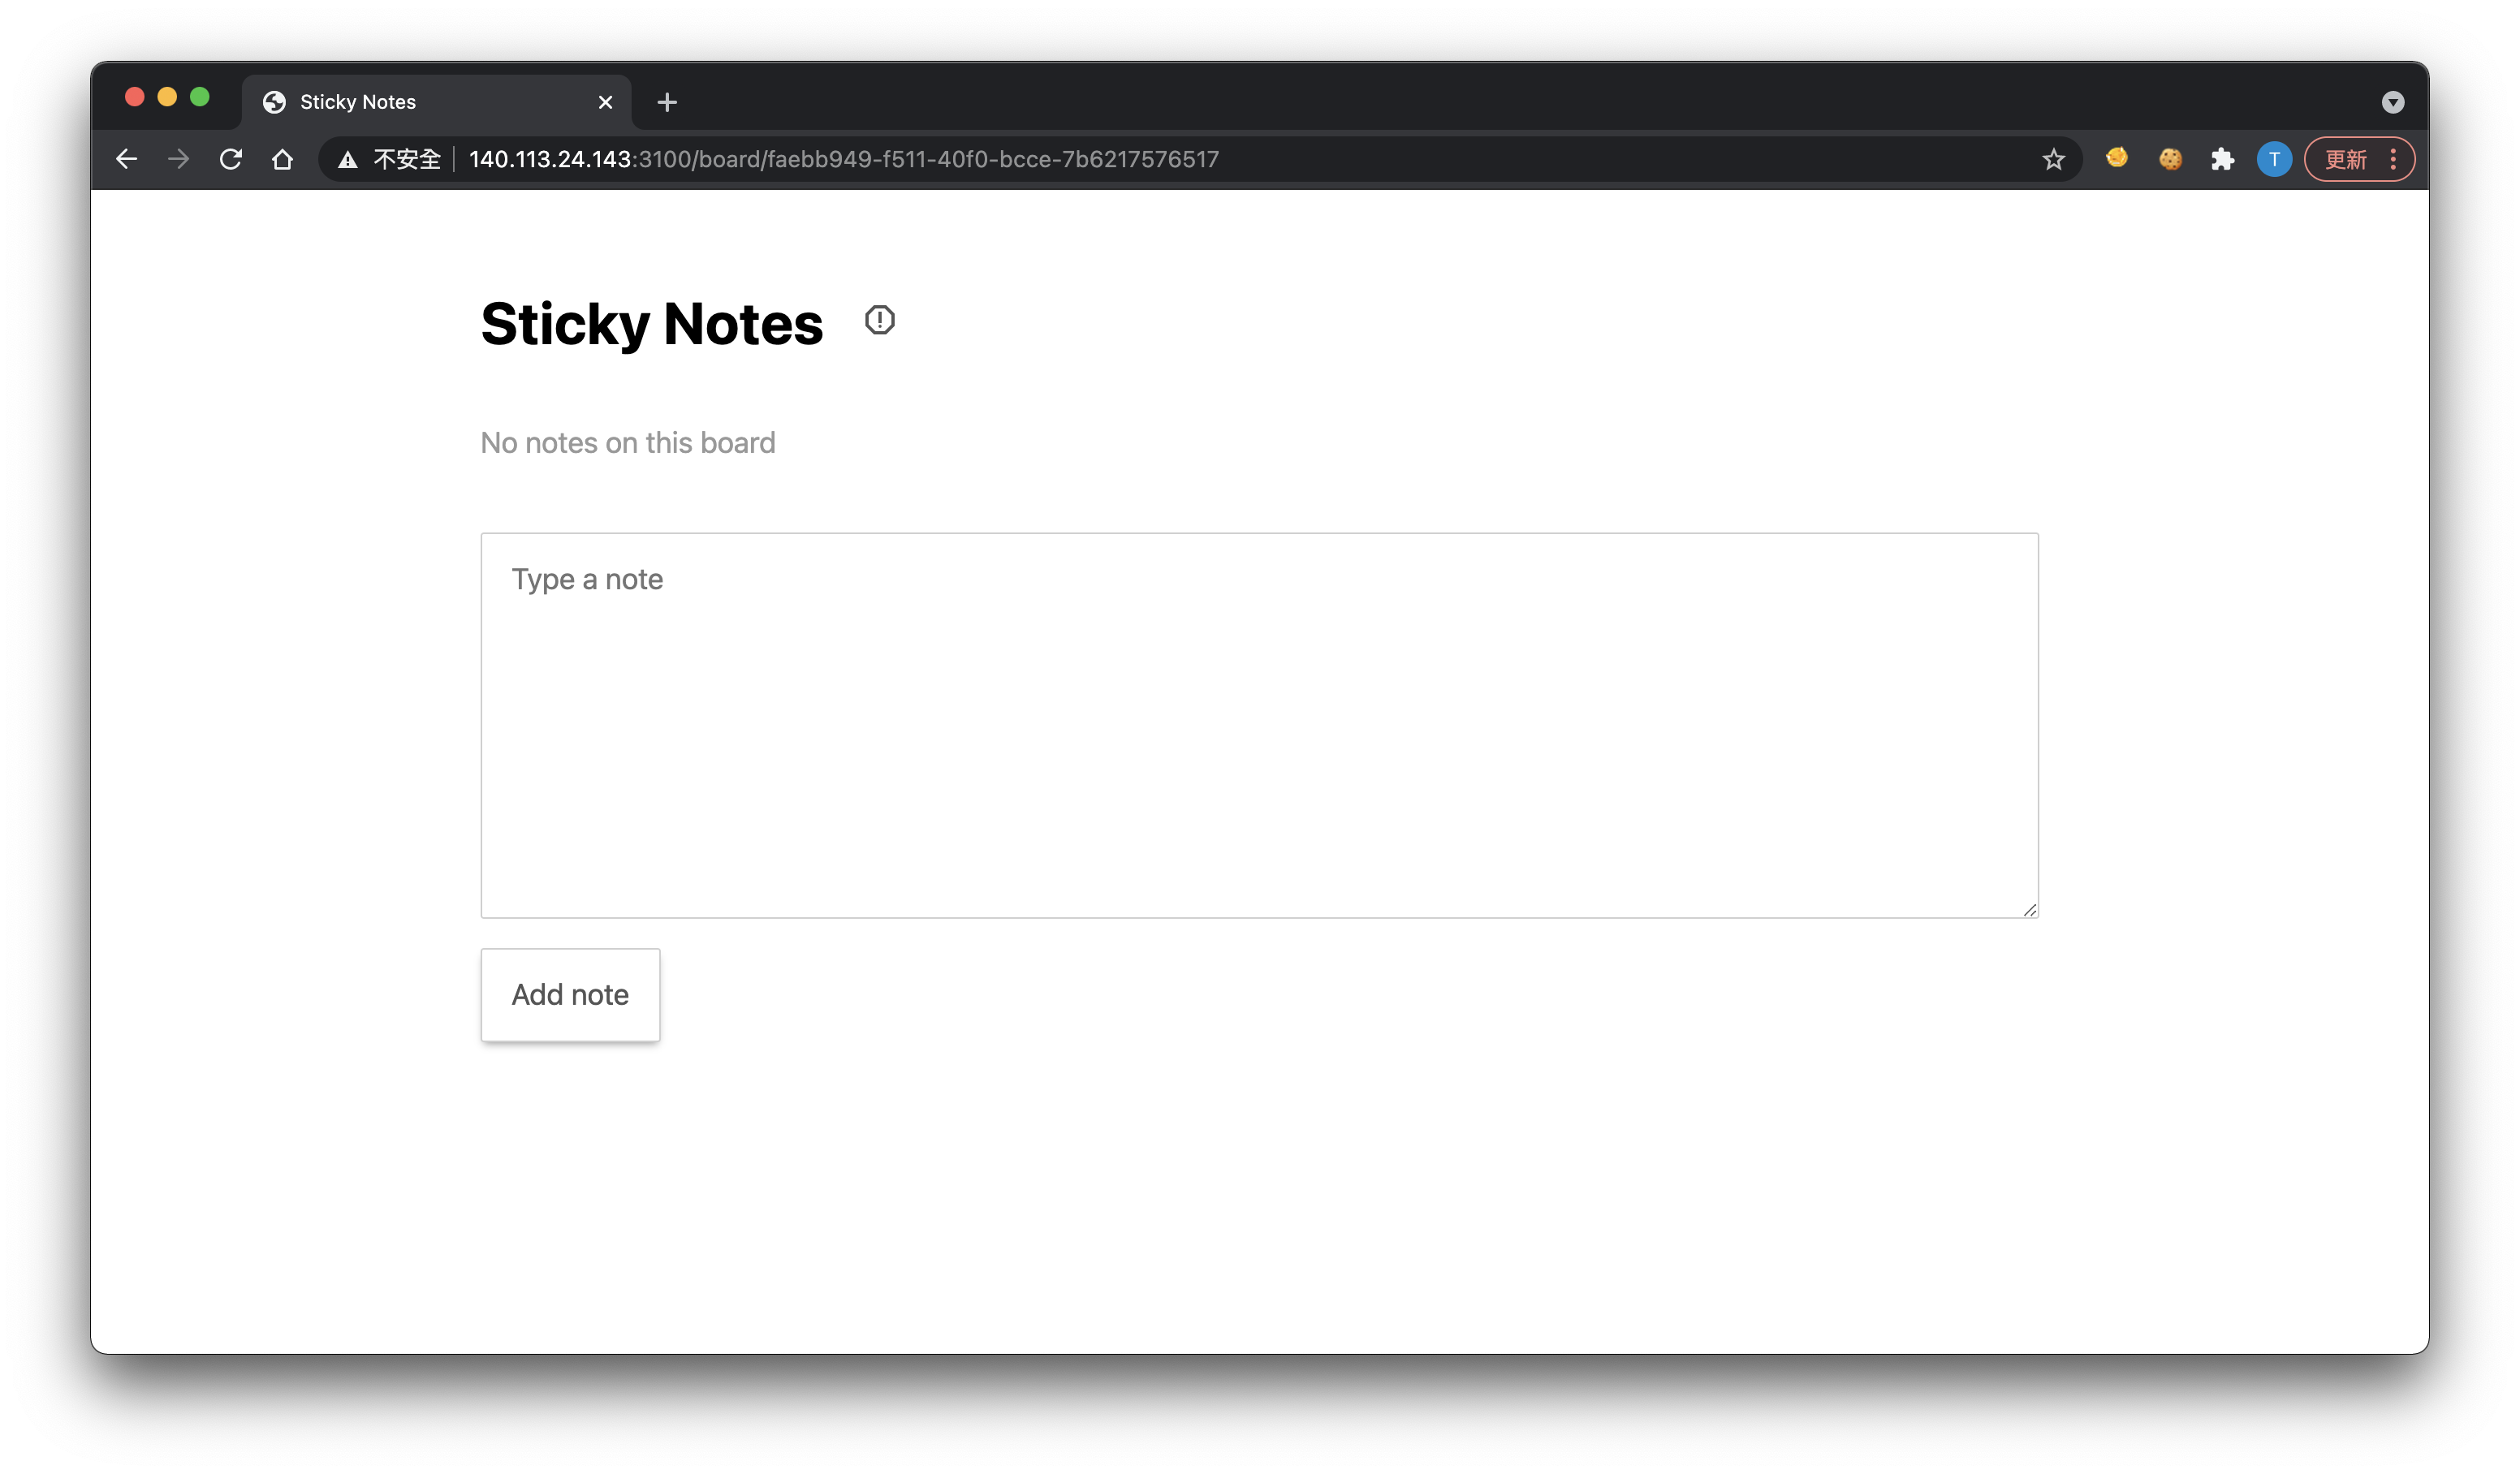 Sticky Notes
不安全 140.113.24.143:3100/board/faebb949-f511-40f0-bcce-7b6217576517
T
更新
Sticky Notes
No notes on this board
Type a note
Add note